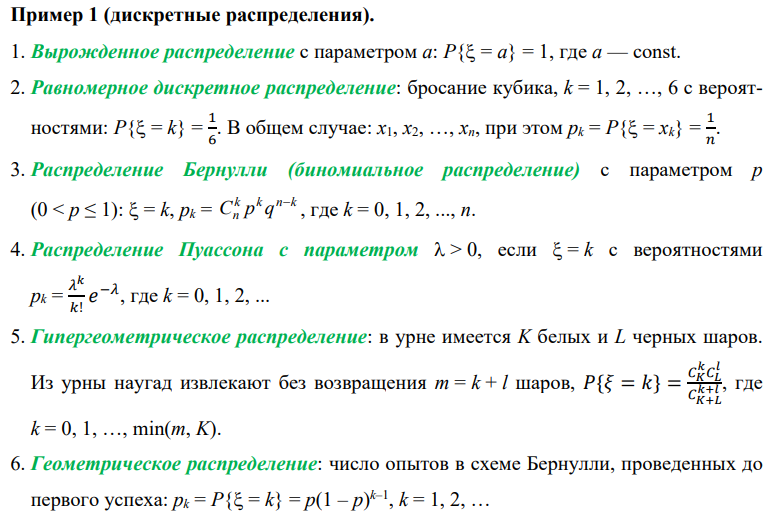 Пример 1 (дискретные распределения).
1. Вырожденное распределение с параметром a: P{ξ = a} = 1, где a — const.
2. Равномерное дискретное распределение: бросание кубика, k = 1, 2, …, 6 с вероят-
ностями: P{ξ = k} = 1/6. В общем случае: x₁, x₂, …, xₙ, при этом pₖ = P{ξ = xₖ} = 1/n.
3. Распределение Бернулли (биномиальное распределение) с параметром p
(0 < p ≤ 1): ξ = k, pₖ = C_n^k p^k q^{n–k}, где k = 0, 1, 2, ..., n.
4. Распределение Пуассона с параметром λ > 0, если ξ = k с вероятностями
pₖ = λ^k/k! e^{−λ}, где k = 0, 1, 2, ...
5. Гипергеометрическое распределение: в урне имеется K белых и L черных шаров.
Из урны наугад извлекают без возвращения m = k + l шаров, P{ξ = k} = C_K^k C_L^l / C_{K+L}^{k+l}, где
k = 0, 1, …, min(m, K).
6. Геометрическое распределение: число опытов в схеме Бернулли, проведенных до
первого успеха: pₖ = P{ξ = k} = p(1 – p)^{k–1}, k = 1, 2, …